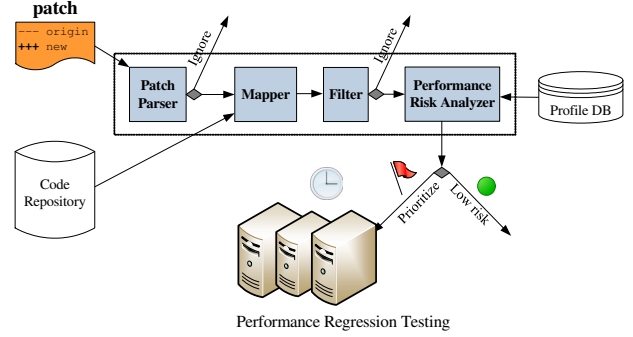 patch
--- origin
+++ new
Ignore
Ignore
Patch
Parser
Mapper
Filter
Performance
Risk Analyzer
Profile DB
Code
Repository
Prioritize
Low risk
Performance Regression Testing